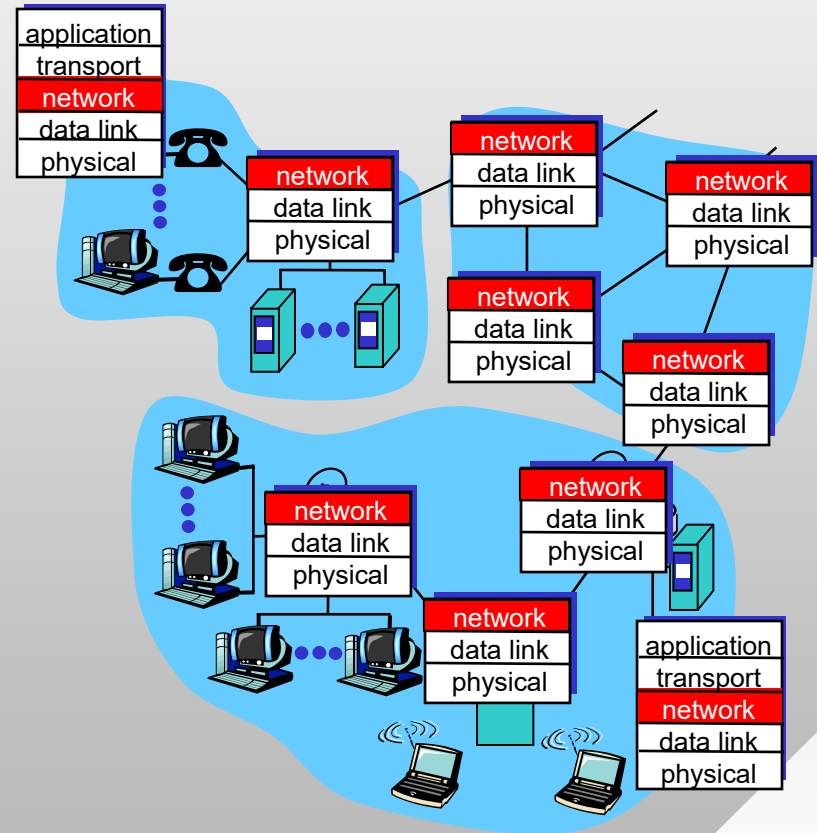 application
transport
network
data link
physical
network
data link
physical
network
data link
physical
network
data link
physical
network
data link
physical
network
data link
physical
network
data link
physical
network
data link
physical
network
data link
physical
application
transport
network
data link
physical